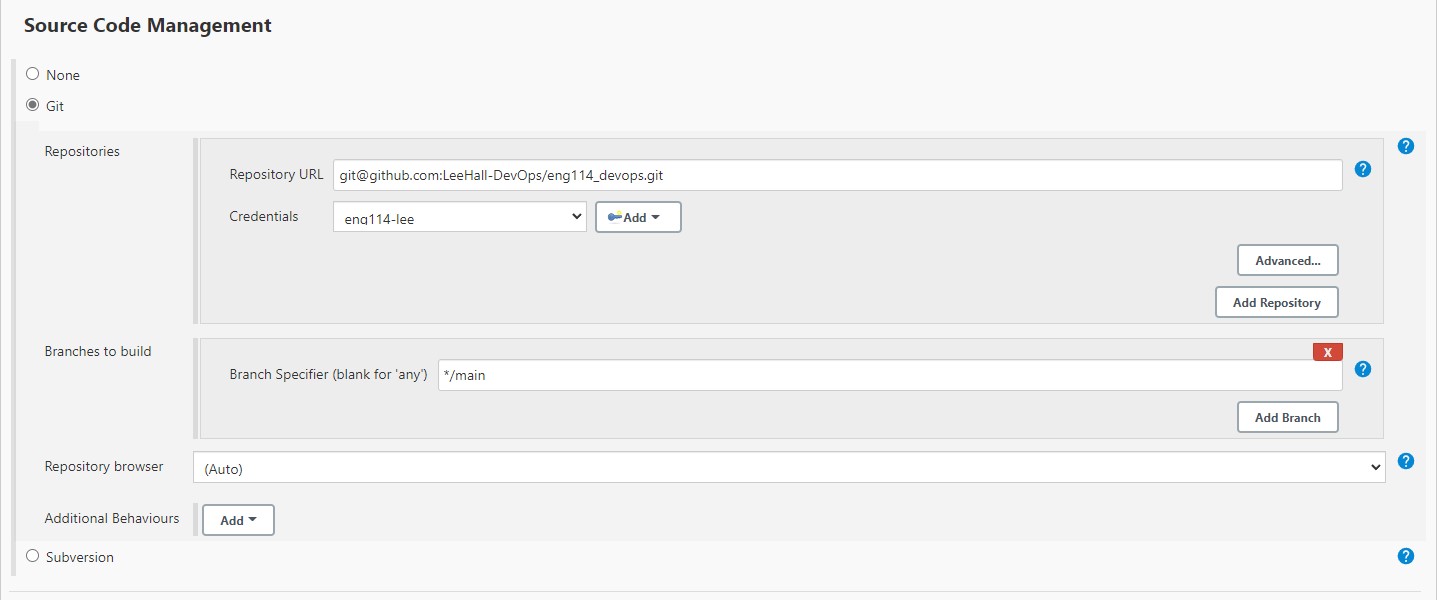 Source Code Management
None
Git
Repositories
?
Repository URL git@github.com:LeeHall-DevOps/eng114_devops.git ?
Credentials eng114-lee Add
Advanced...
Add Repository
Branches to build
X
Branch Specifier (blank for 'any') */main ?
Add Branch
Repository browser (Auto) ?
Additional Behaviours Add
Subversion ?